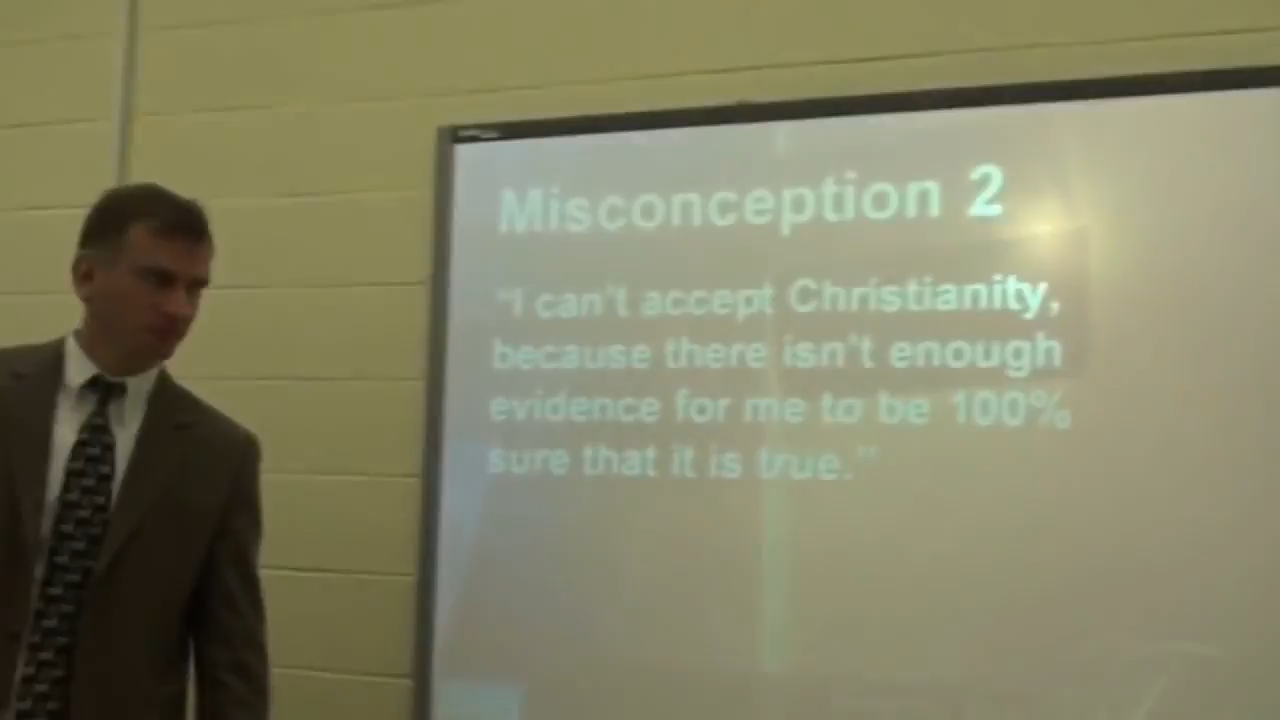 Misconception 2
"I can't accept Christianity,
because there isn't enough
evidence for me to be 100%
sure that it is true."